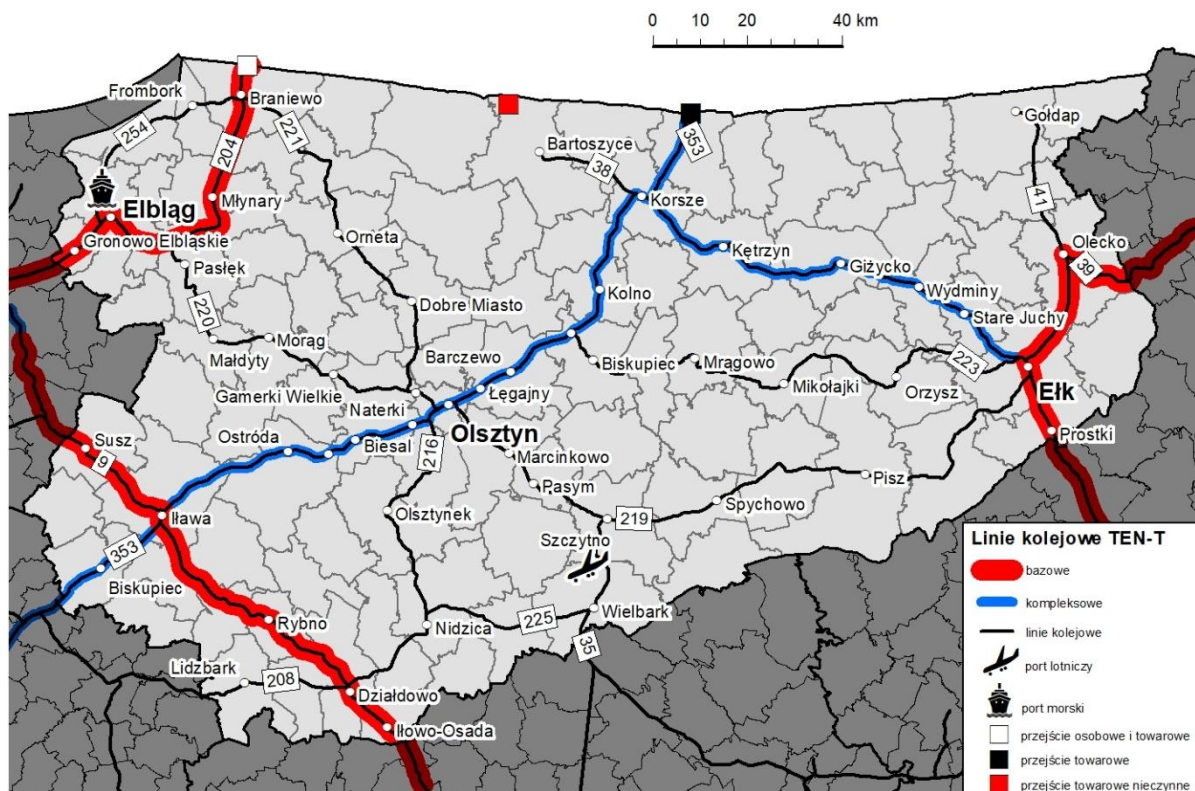 0 10 20 40 km
Frombork
Braniewo
254
221
204
353
Gołdap
Bartoszyce
38
Młynary
Korsze
41
Elbląg
Gronowo Elbląskie
Orneta
Olecko
39
Pasłęk
Kętrzyn
Giżycko
Wydminy
220
Dobre Miasto
Kolno
Stare Juchy
Morąg
Małdyty
Barczewo
Biskupiec
Mrągowo
223
Gamerki Wielkie
Łęgajny
Mikołajki
Orzysz
Ełk
Naterki
Susz
Ostróda
Biesal
Olsztyn
Prostki
9
216
Marcinkowo
Pasym
Pisz
Spychowo
Iława
Olsztynek
219
353
Szczytno
Biskupiec
Rybno
Nidzica
225
Wielbark
35
Lidzbark
208
Działdowo
Iłowo-Osada
Linie kolejowe TEN-T
bazowe
kompleksowe
linie kolejowe
port lotniczy
port morski
przejście osobowe i towarowe
przejście towarowe
przejście towarowe nieczynne